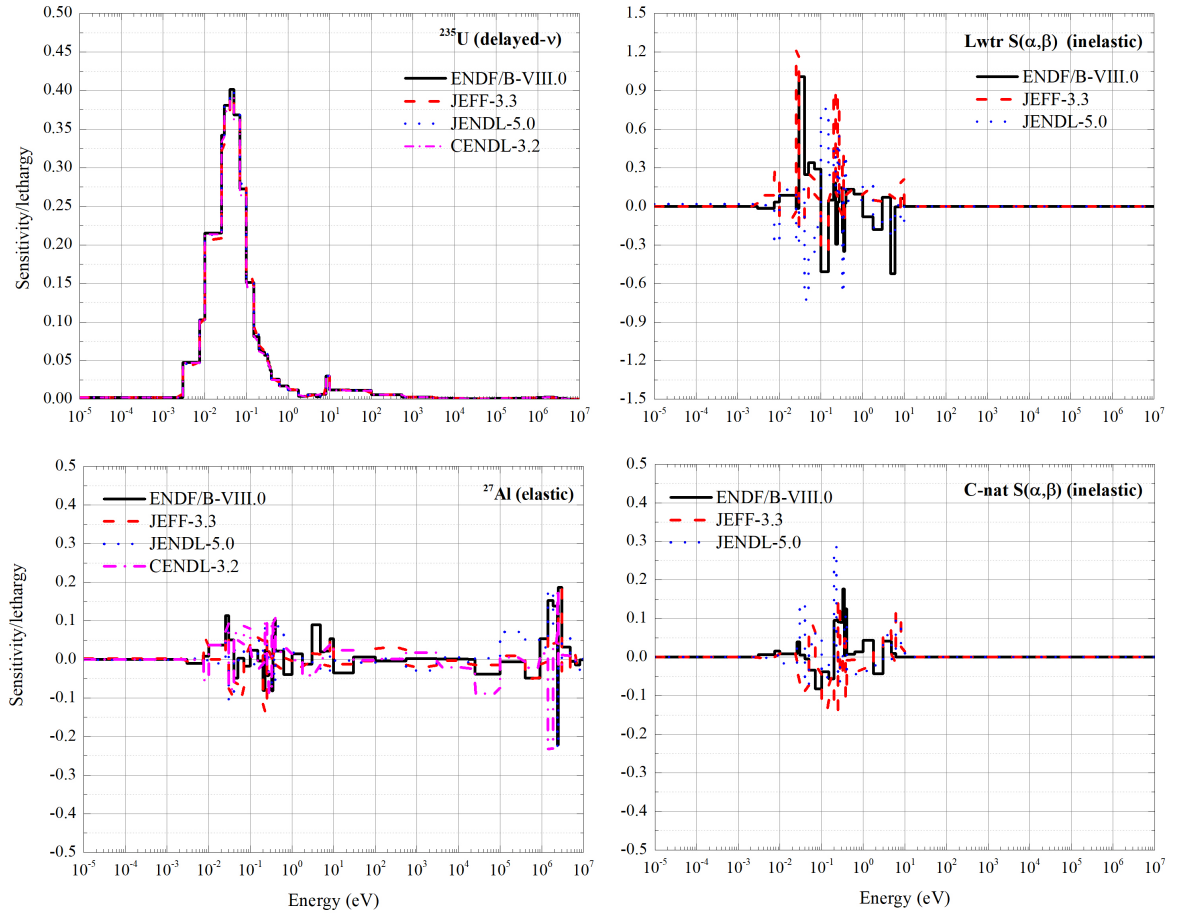 ²³⁵U (delayed-ν)
ENDF/B-VIII.0
JEFF-3.3
JENDL-5.0
CENDL-3.2
Sensitivity/lethargy
0.50
0.45
0.40
0.35
0.30
0.25
0.20
0.15
0.10
0.05
0.00
10⁻⁵ 10⁻⁴ 10⁻³ 10⁻² 10⁻¹ 10⁰ 10¹ 10² 10³ 10⁴ 10⁵ 10⁶ 10⁷
Lwtr S(α,β) (inelastic)
ENDF/B-VIII.0
JEFF-3.3
JENDL-5.0
1.5
1.2
0.9
0.6
0.3
0.0
-0.3
-0.6
-0.9
-1.2
-1.5
10⁻⁵ 10⁻⁴ 10⁻³ 10⁻² 10⁻¹ 10⁰ 10¹ 10² 10³ 10⁴ 10⁵ 10⁶ 10⁷
²⁷Al (elastic)
ENDF/B-VIII.0
JEFF-3.3
JENDL-5.0
CENDL-3.2
Sensitivity/lethargy
0.5
0.4
0.3
0.2
0.1
0.0
-0.1
-0.2
-0.3
-0.4
-0.5
10⁻⁵ 10⁻⁴ 10⁻³ 10⁻² 10⁻¹ 10⁰ 10¹ 10² 10³ 10⁴ 10⁵ 10⁶ 10⁷
Energy (eV)
C-nat S(α,β) (inelastic)
ENDF/B-VIII.0
JEFF-3.3
JENDL-5.0
0.5
0.4
0.3
0.2
0.1
0.0
-0.1
-0.2
-0.3
-0.4
-0.5
10⁻⁵ 10⁻⁴ 10⁻³ 10⁻² 10⁻¹ 10⁰ 10¹ 10² 10³ 10⁴ 10⁵ 10⁶ 10⁷
Energy (eV)